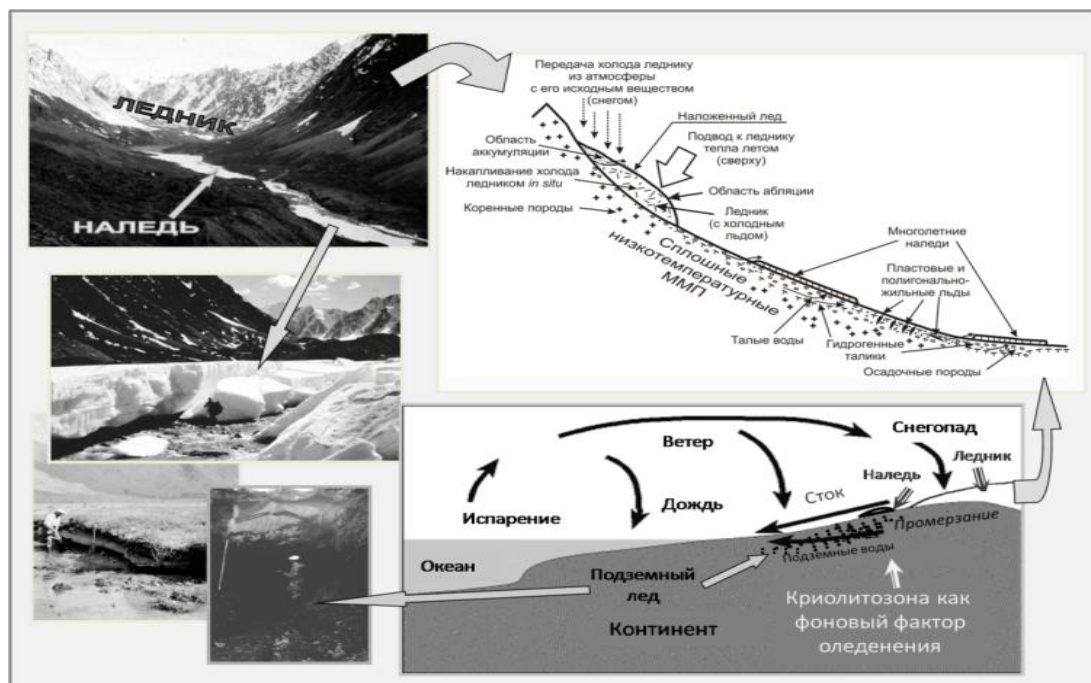 ЛЕДНИК
НАЛЕДЬ
Передача холода леднику
из атмосферы
с его исходным веществом
(снегом)
Наложенный лед
Подвод к леднику
тепла летом
(сверху)
Область
аккумуляции
Накапливание холода
ледником in situ
Коренные породы
Область абляции
Ледник
(с холодным
льдом)
Сплошные
низкотемпературные
ММП
Многолетние
наледи
Пластовые и
полигонально-
жильные льды
Талые воды
Гидрогенные
талики
Осадочные породы
Ветер
Снегопад
Ледник
Наледь
Сток
Испарение
Дождь
Промерзание
Подземные воды
Океан
Подземный
лед
Континент
Криолитозона как
фоновый фактор
оледенения